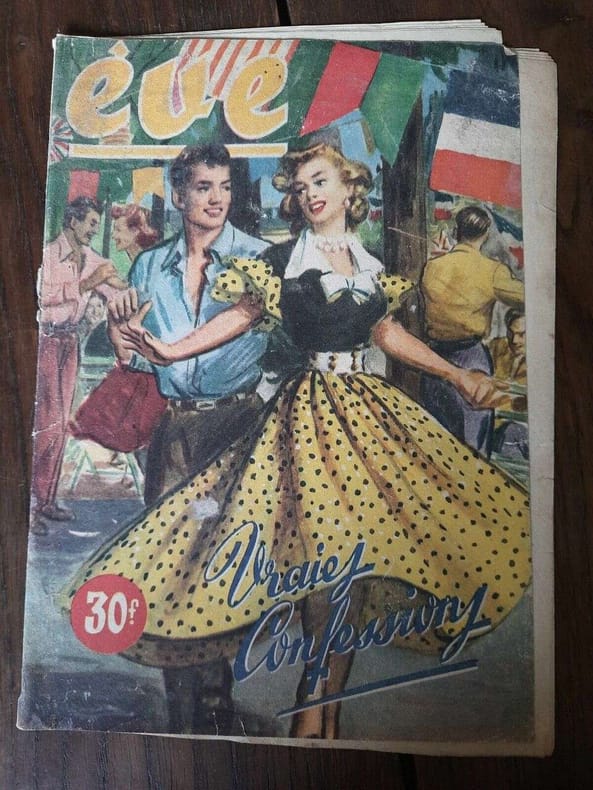 ève
Vraies
Confessions
30f.